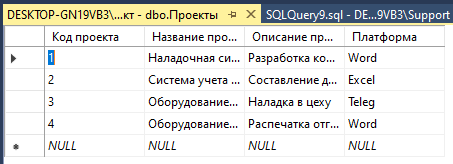 DESKTOP-GN19VB3\...кт - dbo.Проекты SQLQuery9.sql - DE...9VB3\Support
Код проекта Название про... Описание пр... Платформа
1 Наладочная си... Разработка ко... Word
2 Система учета ... Составление д... Excel
3 Оборудование... Наладка в цеху Teleg
4 Оборудование... Распечатка отг... Word
NULL NULL NULL NULL